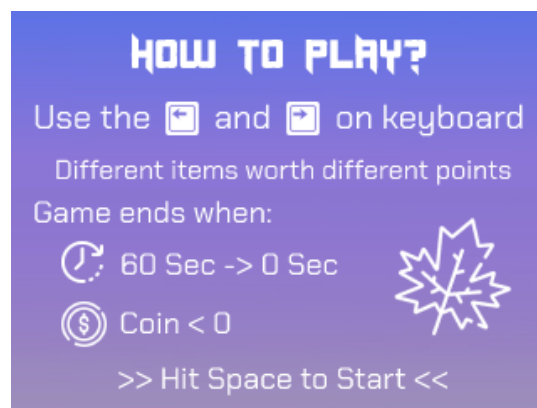 HOW TO PLAY?
Use the ← and → on keyboard
Different items worth different points
Game ends when:
60 Sec -> 0 Sec
$ Coin < 0
>> Hit Space to Start <<